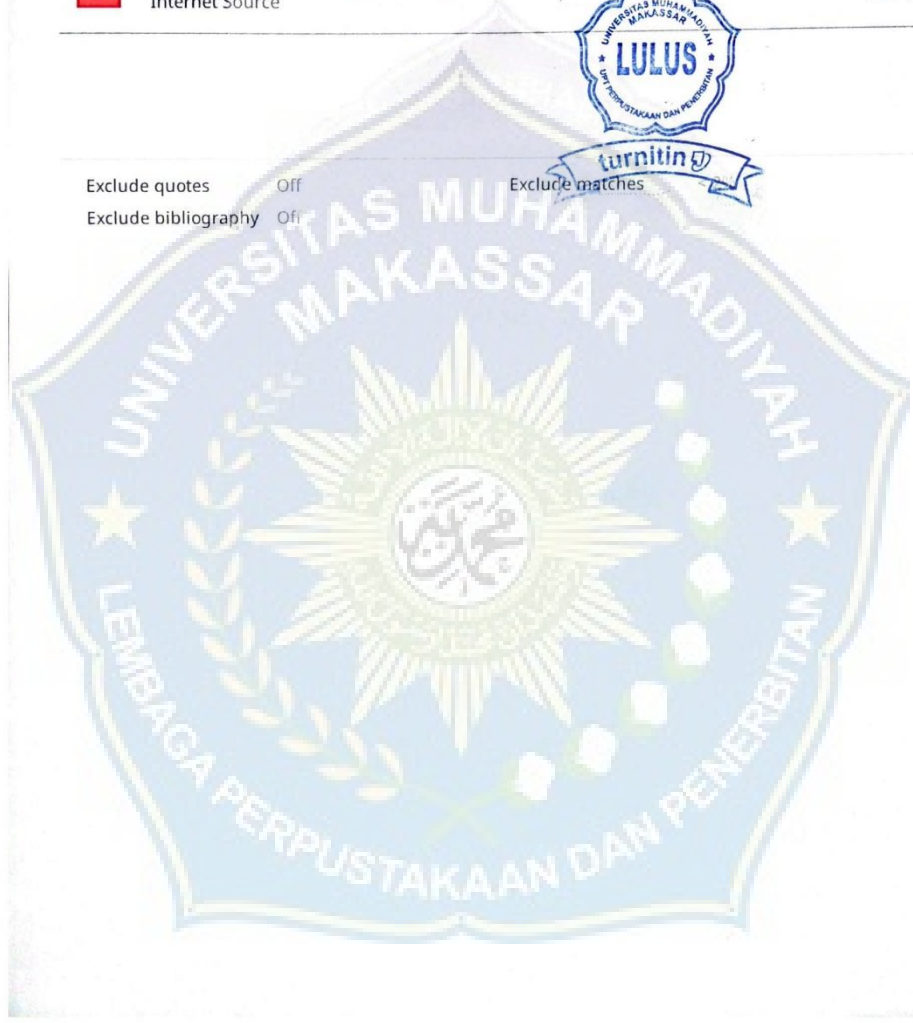 Internet Source
UNIVERSITAS MUHAMMADIYAH
MAKASSAR
LULUS
UPT PERPUSTAKAAN DAN PENERBITAN
turnitin
Exclude quotes Off
Exclude matches
Exclude bibliography Off
UNIVERSITAS MUHAMMADIYAH
MAKASSAR
محمدية
LEMBAGA PERPUSTAKAAN DAN PENERBITAN